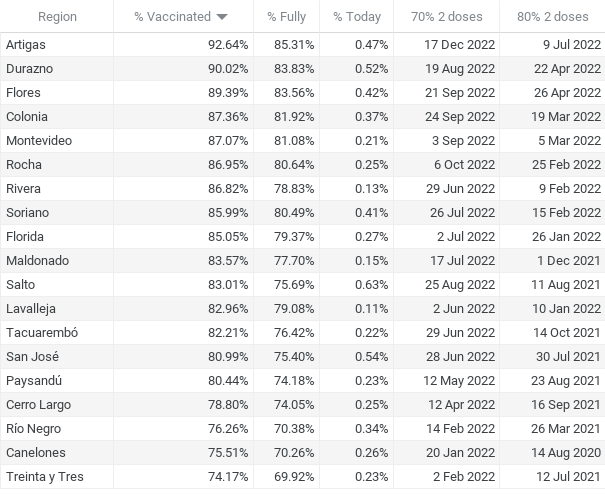 Region % Vaccinated % Fully % Today 70% 2 doses 80% 2 doses
Artigas 92.64% 85.31% 0.47% 17 Dec 2022 9 Jul 2022
Durazno 90.02% 83.83% 0.52% 19 Aug 2022 22 Apr 2022
Flores 89.39% 83.56% 0.42% 21 Sep 2022 26 Apr 2022
Colonia 87.36% 81.92% 0.37% 24 Sep 2022 19 Mar 2022
Montevideo 87.07% 81.08% 0.21% 3 Sep 2022 5 Mar 2022
Rocha 86.95% 80.64% 0.25% 6 Oct 2022 25 Feb 2022
Rivera 86.82% 78.83% 0.13% 29 Jun 2022 9 Feb 2022
Soriano 85.99% 80.49% 0.41% 26 Jul 2022 15 Feb 2022
Florida 85.05% 79.37% 0.27% 2 Jul 2022 26 Jan 2022
Maldonado 83.57% 77.70% 0.15% 17 Jul 2022 1 Dec 2021
Salto 83.01% 75.69% 0.63% 25 Aug 2022 11 Aug 2021
Lavalleja 82.96% 79.08% 0.11% 2 Jun 2022 10 Jan 2022
Tacuarembó 82.21% 76.42% 0.22% 29 Jun 2022 14 Oct 2021
San José 80.99% 75.40% 0.54% 28 Jun 2022 30 Jul 2021
Paysandú 80.44% 74.18% 0.23% 12 May 2022 23 Aug 2021
Cerro Largo 78.80% 74.05% 0.25% 12 Apr 2022 16 Sep 2021
Río Negro 76.26% 70.38% 0.34% 14 Feb 2022 26 Mar 2021
Canelones 75.51% 70.26% 0.26% 20 Jan 2022 14 Aug 2020
Treinta y Tres 74.17% 69.92% 0.23% 2 Feb 2022 12 Jul 2021